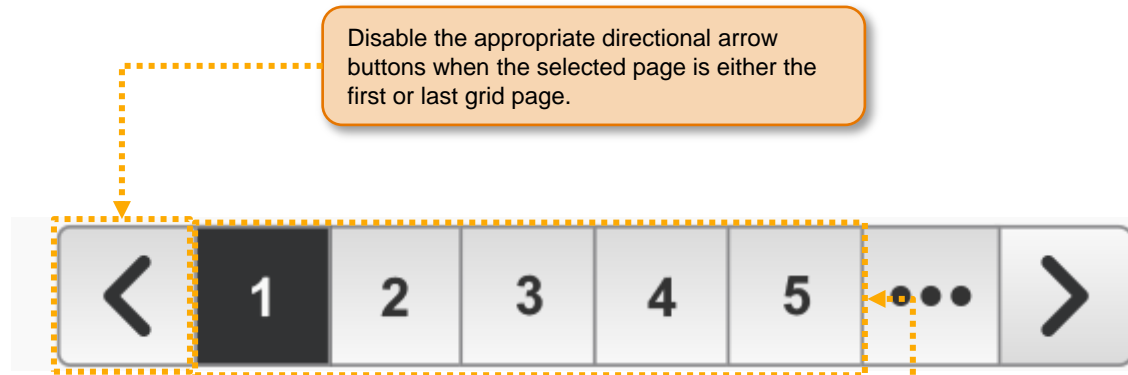 Disable the appropriate directional arrow
buttons when the selected page is either the
first or last grid page.
1 2 3 4 5 •••